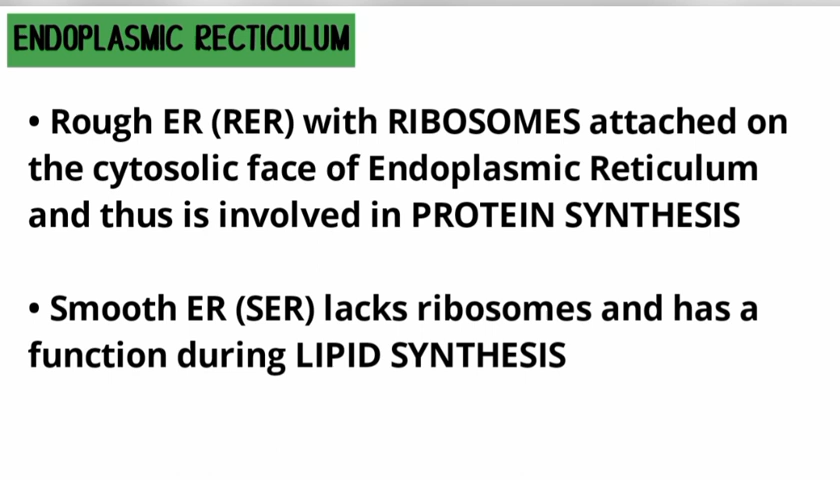 ENDOPLASMIC RECTICULUM
• Rough ER (RER) with RIBOSOMES attached on
the cytosolic face of Endoplasmic Reticulum
and thus is involved in PROTEIN SYNTHESIS
• Smooth ER (SER) lacks ribosomes and has a
function during LIPID SYNTHESIS